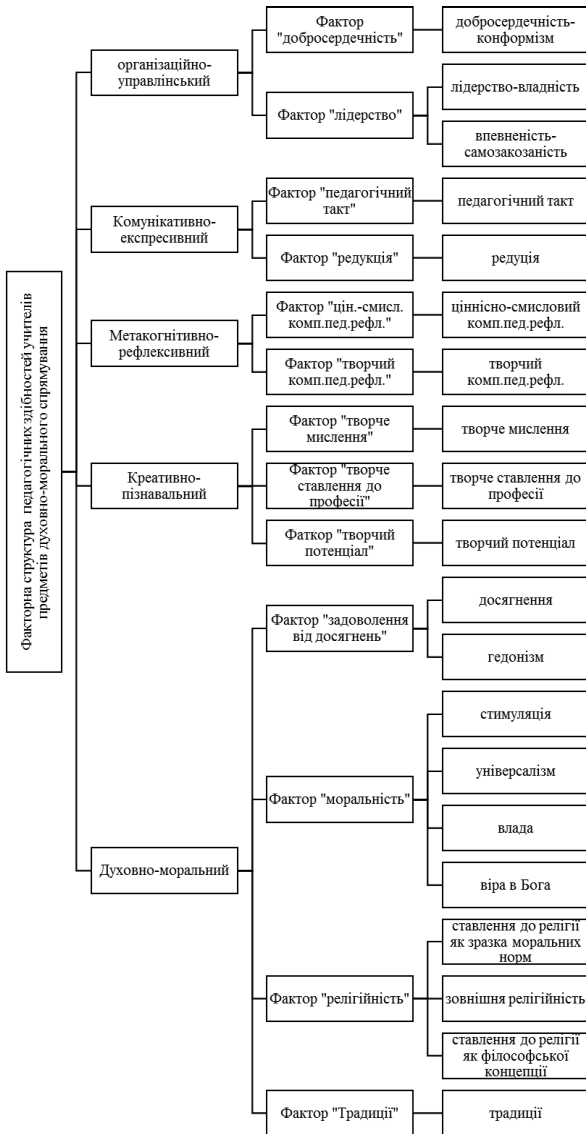 Факторна структура педагогічних здібностей учителів
предметів духовно-морального спрямування
організаційно-
управлінський
Фактор
"добросердечність"
добросердечність-
конформізм
Фактор "лідерство"
лідерство-владність
впевненість-
самозакозаність
Комунікативно-
експресивний
Фактор "педагогічний
такт"
педагогічний такт
Фактор "редукція"
редуція
Метакогнітивно-
рефлексивний
Фактор "цін.-смисл.
комп.пед.рефл."
ціннісно-смисловий
комп.пед.рефл.
Фактор "творчий
комп.пед.рефл."
творчий
комп.пед.рефл.
Креативно-
пізнавальний
Фактор "творче
мислення"
творче мислення
Фактор "творче
ставлення до
професії"
творче ставлення до
професії
Фаткор "творчий
потенціал"
творчий потенціал
Духовно-моральний
Фактор "задоволення
від досягнень"
досягнення
гедонізм
Фактор "моральність"
стимуляція
універсалізм
влада
віра в Бога
Фактор "релігійність"
ставлення до релігії
як зразка моральних
норм
зовнішня релігійність
ставлення до релігії
як філософської
концепції
Фактор "Традиції"
традиції